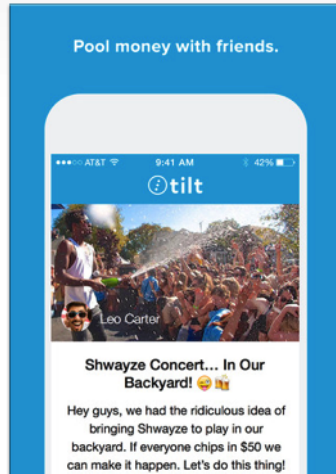 Pool money with friends.
AT&T 9:41 AM 42%
tilt
Leo Carter
Shwayze Concert... In Our
Backyard! 😜🍻
Hey guys, we had the ridiculous idea of
bringing Shwayze to play in our
backyard. If everyone chips in $50 we
can make it happen. Let's do this thing!